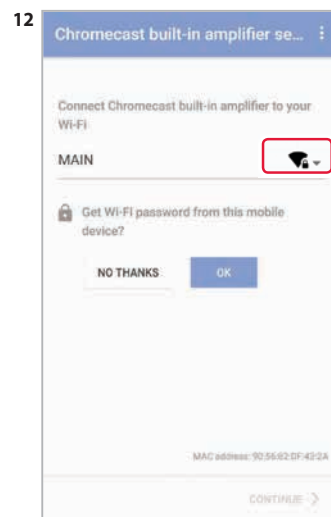 12
Chromecast built-in amplifier se...
Connect Chromecast built-in amplifier to your
Wi-Fi
MAIN
Get Wi-Fi password from this mobile
device?
NO THANKS
OK
MAC address: 90:56:82:DF:42:2A
CONTINUE